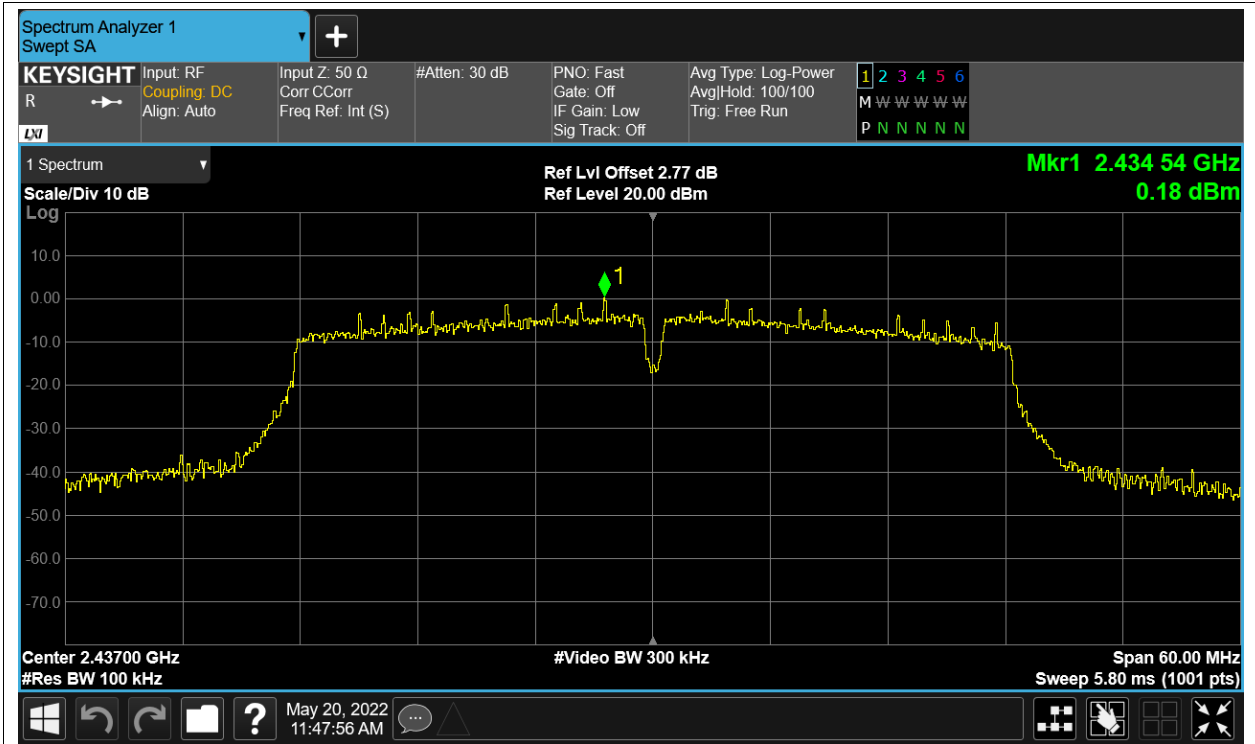 Spectrum Analyzer 1
Swept SA
KEYSIGHT
R
LXI
Input: RF
Coupling: DC
Align: Auto
Input Z: 50 Ω
Corr CCorr
Freq Ref: Int (S)
#Atten: 30 dB
PNO: Fast
Gate: Off
IF Gain: Low
Sig Track: Off
Avg Type: Log-Power
Avg|Hold: 100/100
Trig: Free Run
1 2 3 4 5 6
M W W W W W
P N N N N N
1 Spectrum
Scale/Div 10 dB
Log
Ref Lvl Offset 2.77 dB
Ref Level 20.00 dBm
Mkr1 2.434 54 GHz
0.18 dBm
1
10.0
0.00
-10.0
-20.0
-30.0
-40.0
-50.0
-60.0
-70.0
Center 2.43700 GHz
#Video BW 300 kHz
Span 60.00 MHz
#Res BW 100 kHz
Sweep 5.80 ms (1001 pts)
?
May 20, 2022
11:47:56 AM